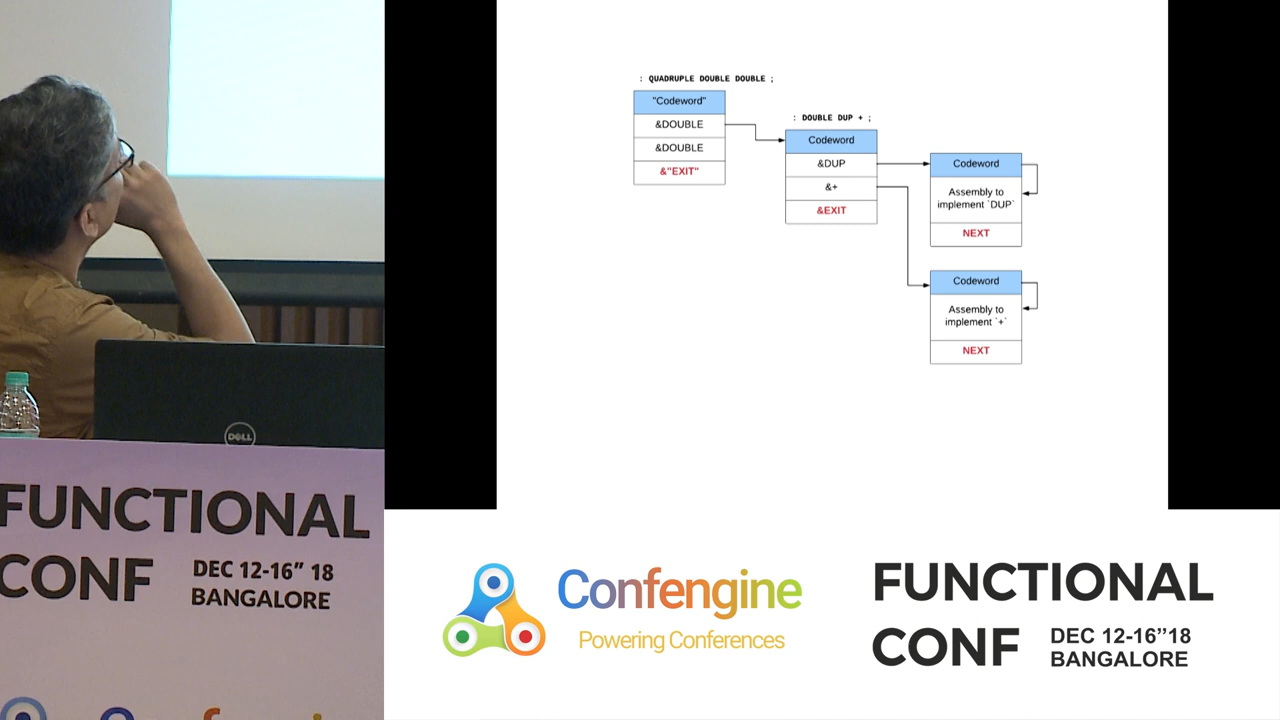 : QUADRUPLE DOUBLE DOUBLE ;
"Codeword"
&DOUBLE
&DOUBLE
&"EXIT"
: DOUBLE DUP + ;
Codeword
&DUP
&+
&EXIT
Codeword
Assembly to
implement `DUP`
NEXT
Codeword
Assembly to
implement `+`
NEXT
DELL
FUNCTIONAL
CONF
DEC 12-16" 18
BANGALORE
Confengine
Powering Conferences
FUNCTIONAL
CONF
DEC 12-16"18
BANGALORE